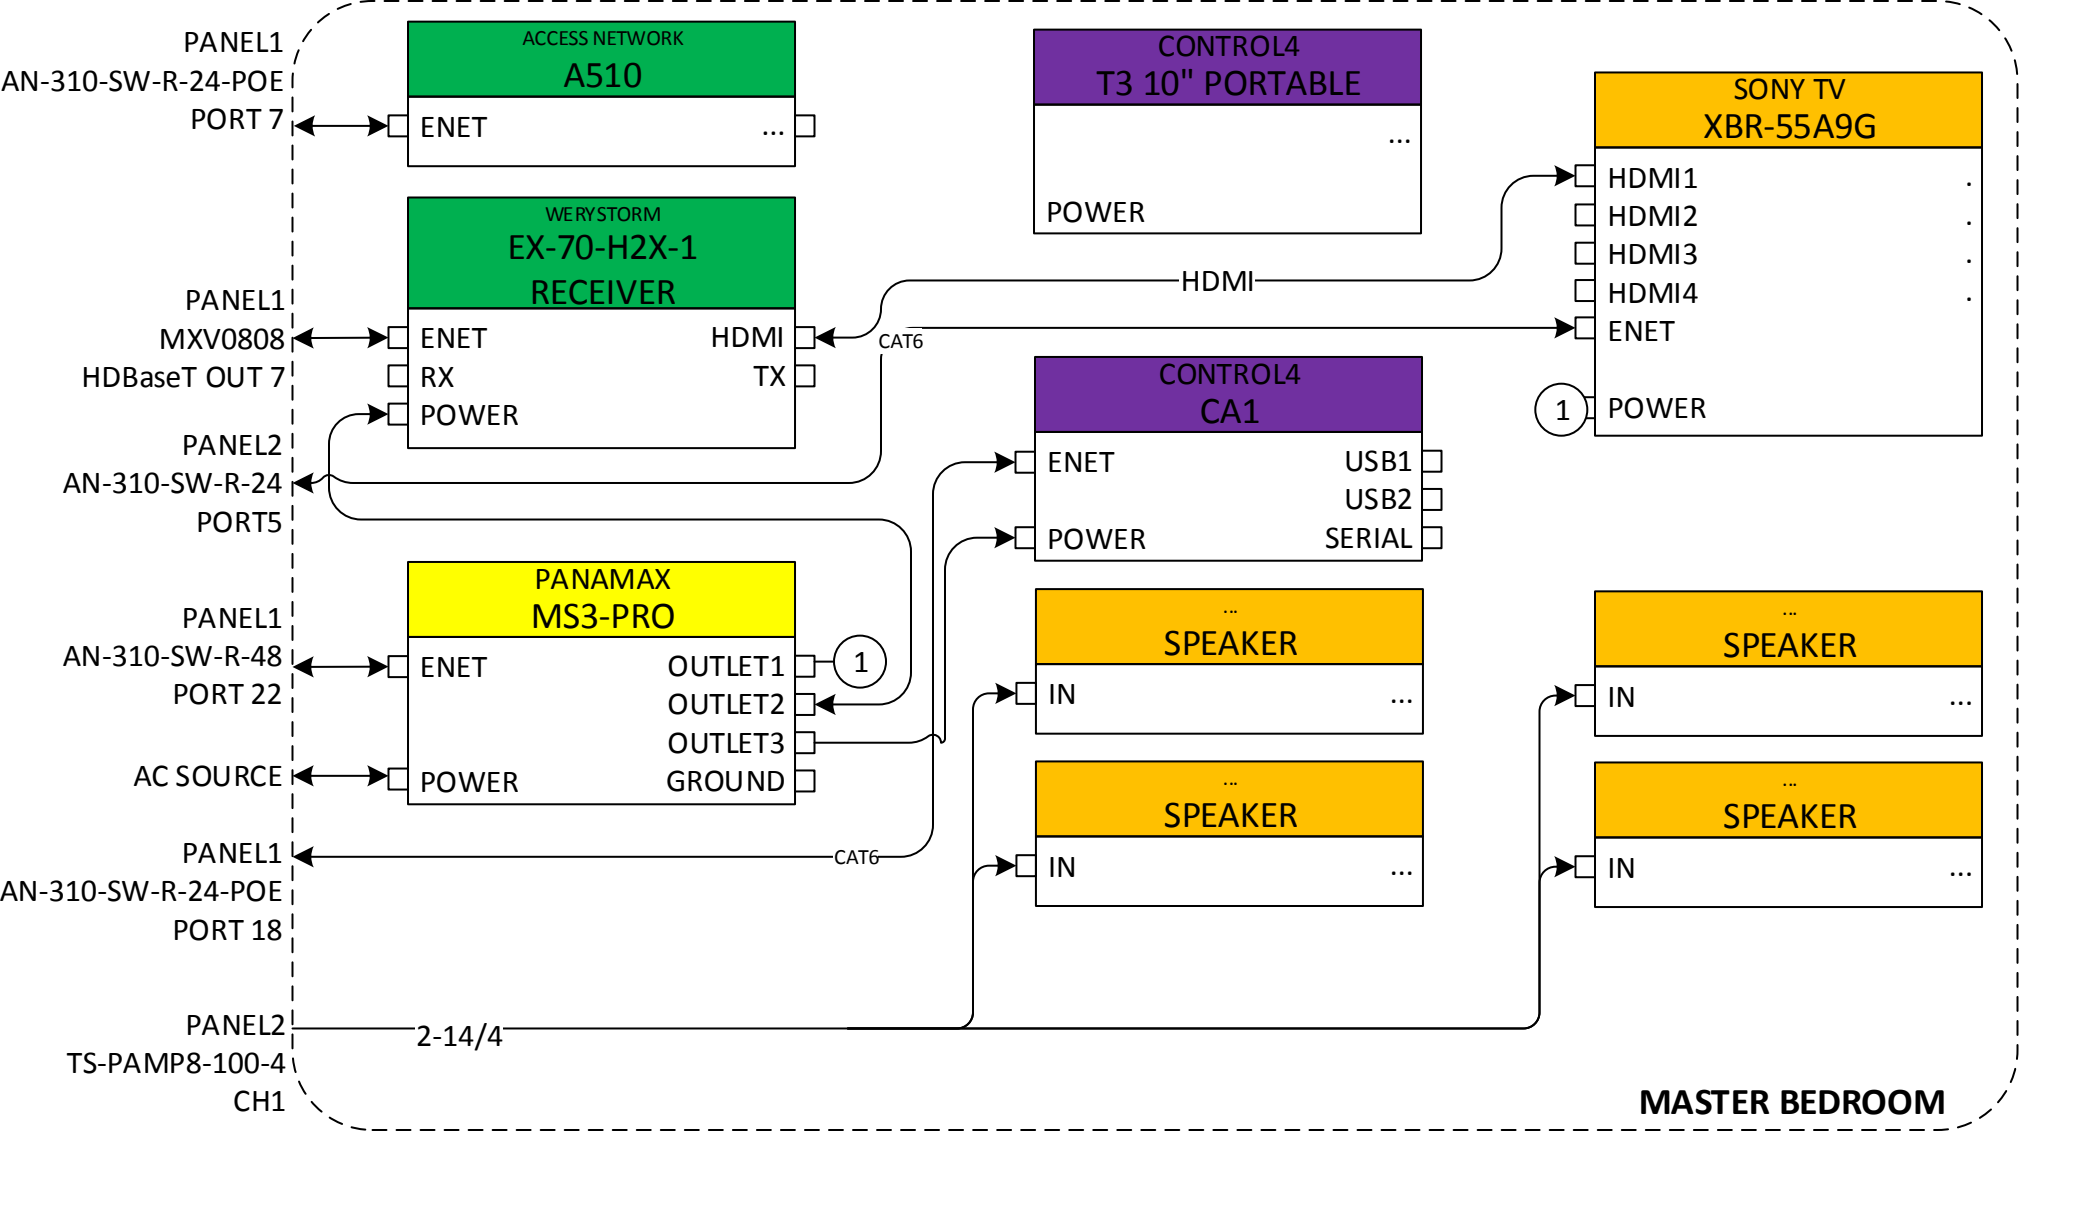 PANEL1
AN-310-SW-R-24-POE
PORT 7
ACCESS NETWORK
A510
ENET
...
CONTROL4
T3 10" PORTABLE
...
POWER
SONY TV
XBR-55A9G
HDMI1
.
HDMI2
.
HDMI3
.
HDMI4
.
ENET
1
POWER
PANEL1
MXV0808
HDBaseT OUT 7
WERYSTORM
EX-70-H2X-1
RECEIVER
ENET
HDMI
RX
TX
POWER
HDMI
CAT6
PANEL2
AN-310-SW-R-24
PORT5
CONTROL4
CA1
ENET
USB1
USB2
POWER
SERIAL
PANEL1
AN-310-SW-R-48
PORT 22
AC SOURCE
PANAMAX
MS3-PRO
ENET
OUTLET1
1
OUTLET2
OUTLET3
POWER
GROUND
...
SPEAKER
IN
...
...
SPEAKER
IN
...
...
SPEAKER
IN
...
...
SPEAKER
IN
...
PANEL1
AN-310-SW-R-24-POE
PORT 18
CAT6
PANEL2
TS-PAMP8-100-4
CH1
2-14/4
MASTER BEDROOM